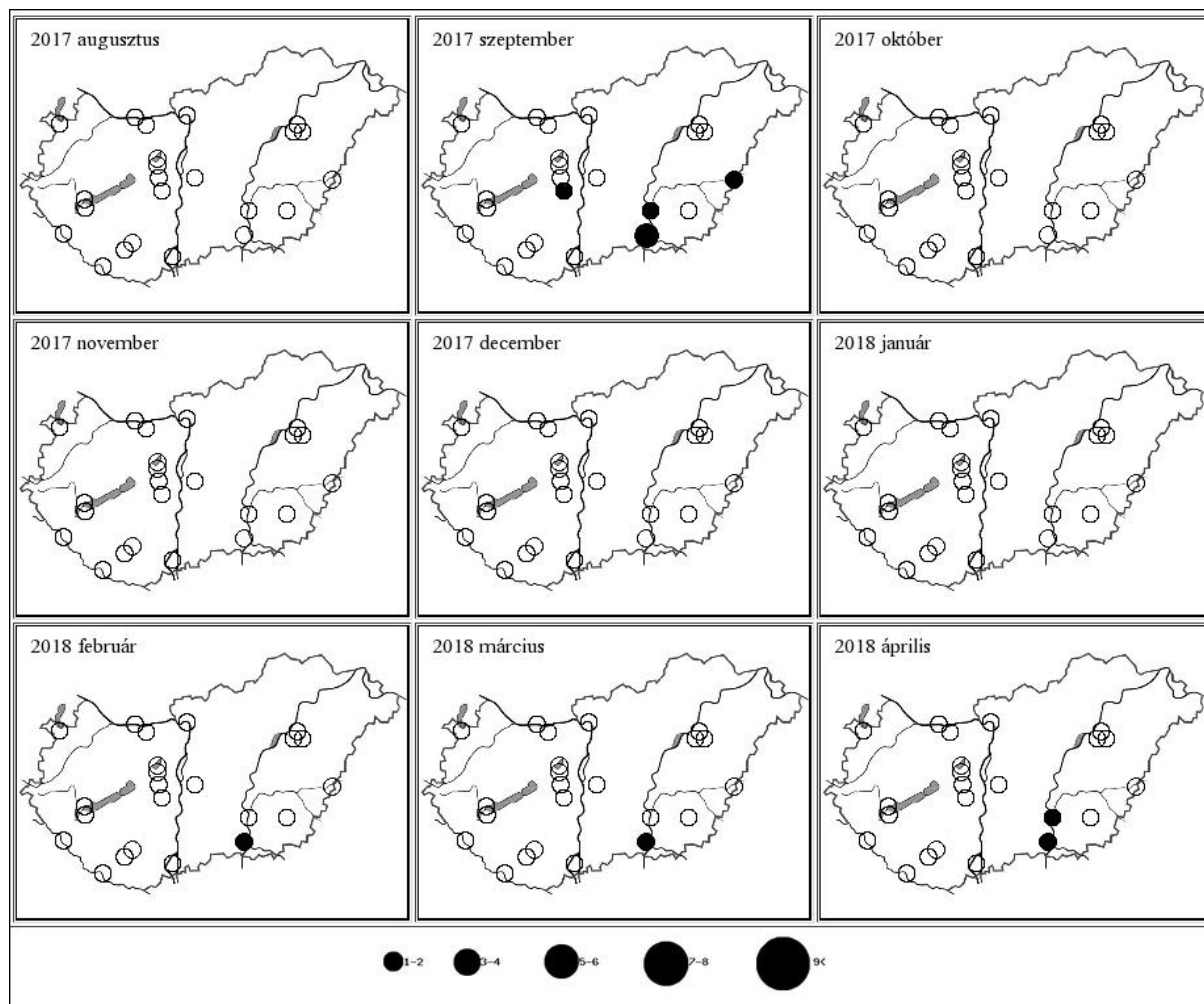 2017 augusztus
2017 szeptember
2017 október
2017 november
2017 december
2018 január
2018 február
2018 március
2018 április
1-2
3-4
5-6
7-8
9<